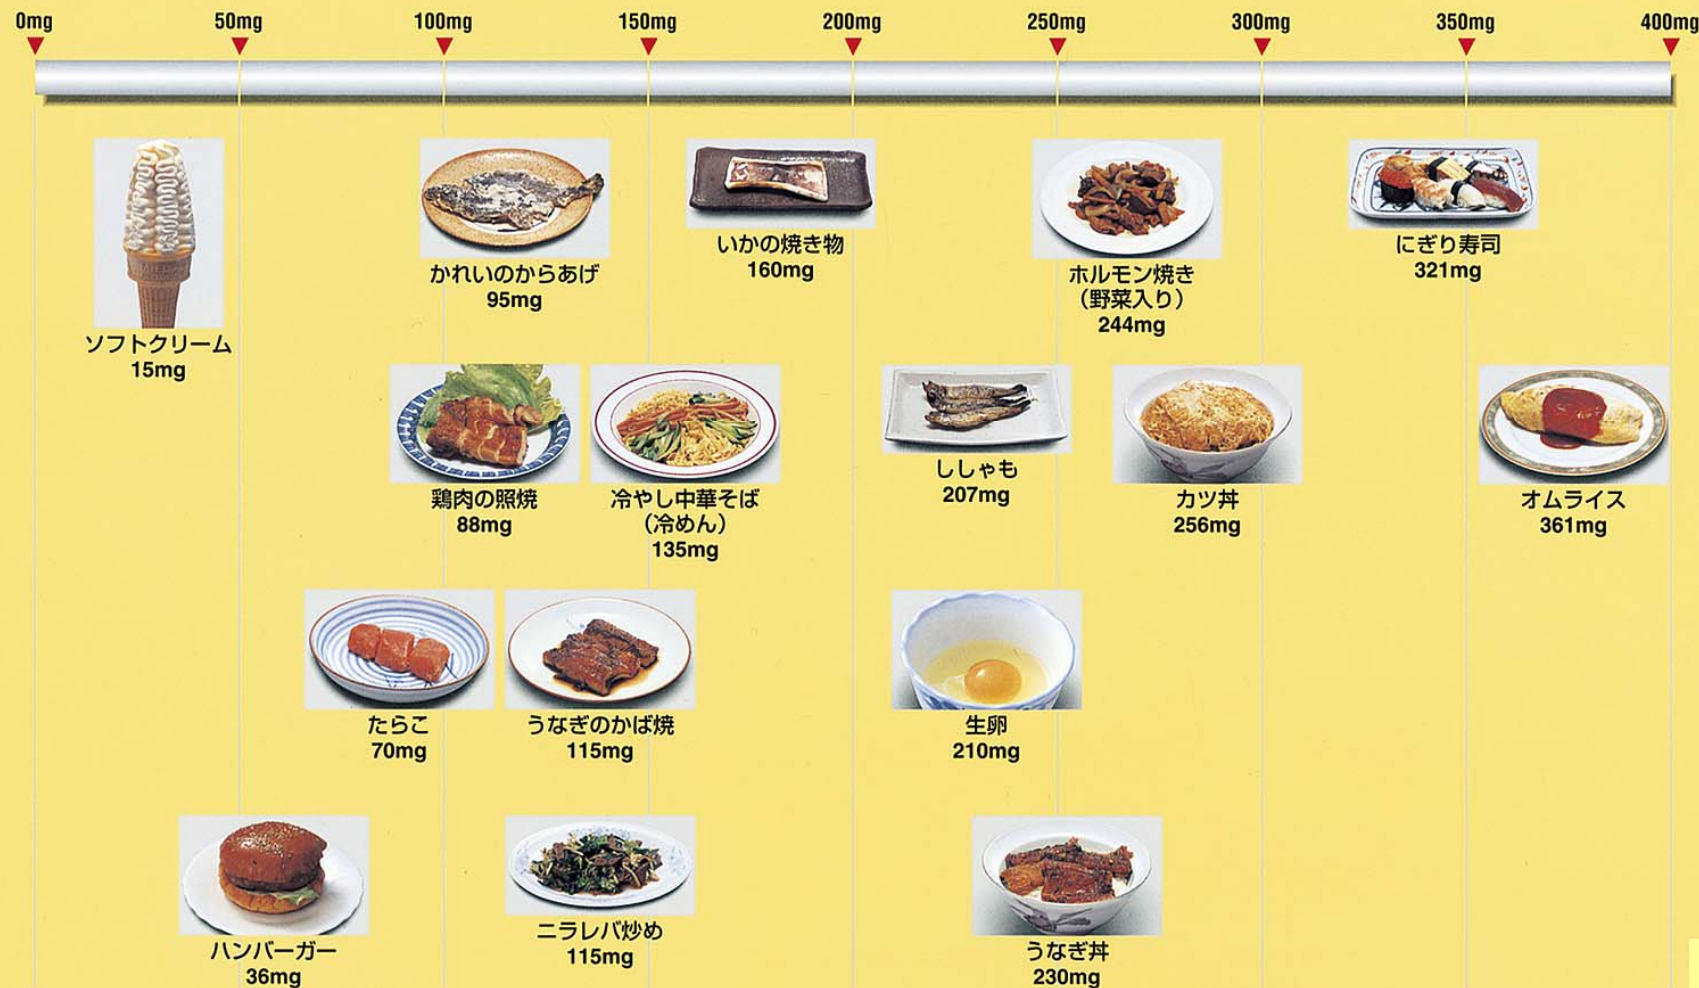 0mg
50mg
100mg
150mg
200mg
250mg
300mg
350mg
400mg
ソフトクリーム
15mg
かれいのからあげ
95mg
いかの焼き物
160mg
ホルモン焼き
（野菜入り）
244mg
にぎり寿司
321mg
鶏肉の照焼
88mg
冷やし中華そば
（冷めん）
135mg
ししゃも
207mg
カツ丼
256mg
オムライス
361mg
たらこ
70mg
うなぎのかば焼
115mg
生卵
210mg
ハンバーガー
36mg
ニラレバ炒め
115mg
うなぎ丼
230mg